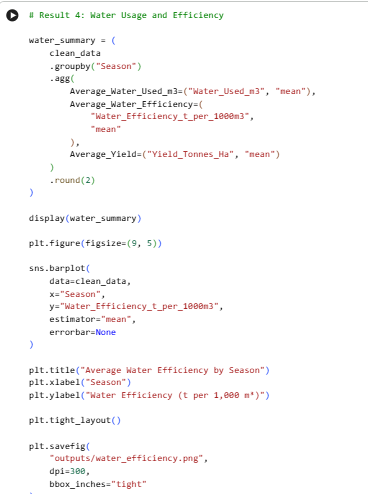 # Result 4: Water Usage and Efficiency
water_summary = (
clean_data
.groupby("Season")
.agg(
Average_Water_Used_m3=("Water_Used_m3", "mean"),
Average_Water_Efficiency=(
"Water_Efficiency_t_per_1000m3",
"mean"
),
Average_Yield=("Yield_Tonnes_Ha", "mean")
)
.round(2)
)
display(water_summary)
plt.figure(figsize=(9, 5))
sns.barplot(
data=clean_data,
x="Season",
y="Water_Efficiency_t_per_1000m3",
estimator="mean",
errorbar=None
)
plt.title("Average Water Efficiency by Season")
plt.xlabel("Season")
plt.ylabel("Water Efficiency (t per 1,000 m³)")
plt.tight_layout()
plt.savefig(
"outputs/water_efficiency.png",
dpi=300,
bbox_inches="tight"